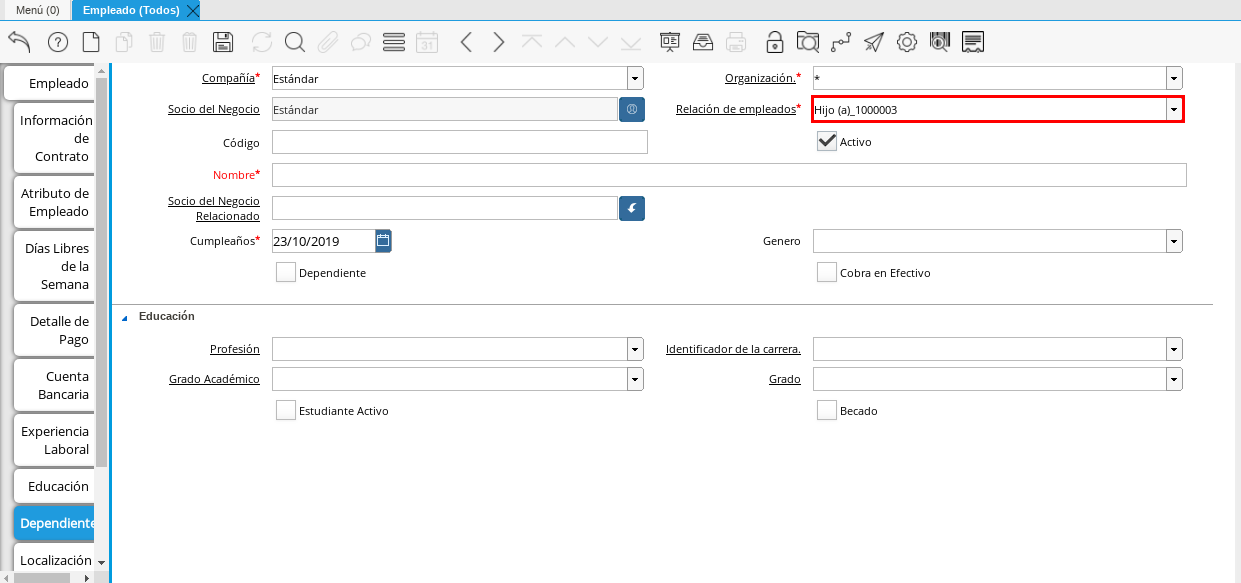 Menú (0)
Empleado (Todos)
31
Empleado
Información
de
Contrato
Atributo de
Empleado
Días Libres
de la
Semana
Detalle de
Pago
Cuenta
Bancaria
Experiencia
Laboral
Educación
Dependiente
Localización
Compañía* Estándar
Organización.* *
Socio del Negocio Estándar
Relación de empleados* Hijo (a)_1000003
Código
Activo
Nombre*
Socio del Negocio
Relacionado
Cumpleaños* 23/10/2019
Genero
Dependiente
Cobra en Efectivo
Educación
Profesión
Identificador de la carrera.
Grado Académico
Grado
Estudiante Activo
Becado